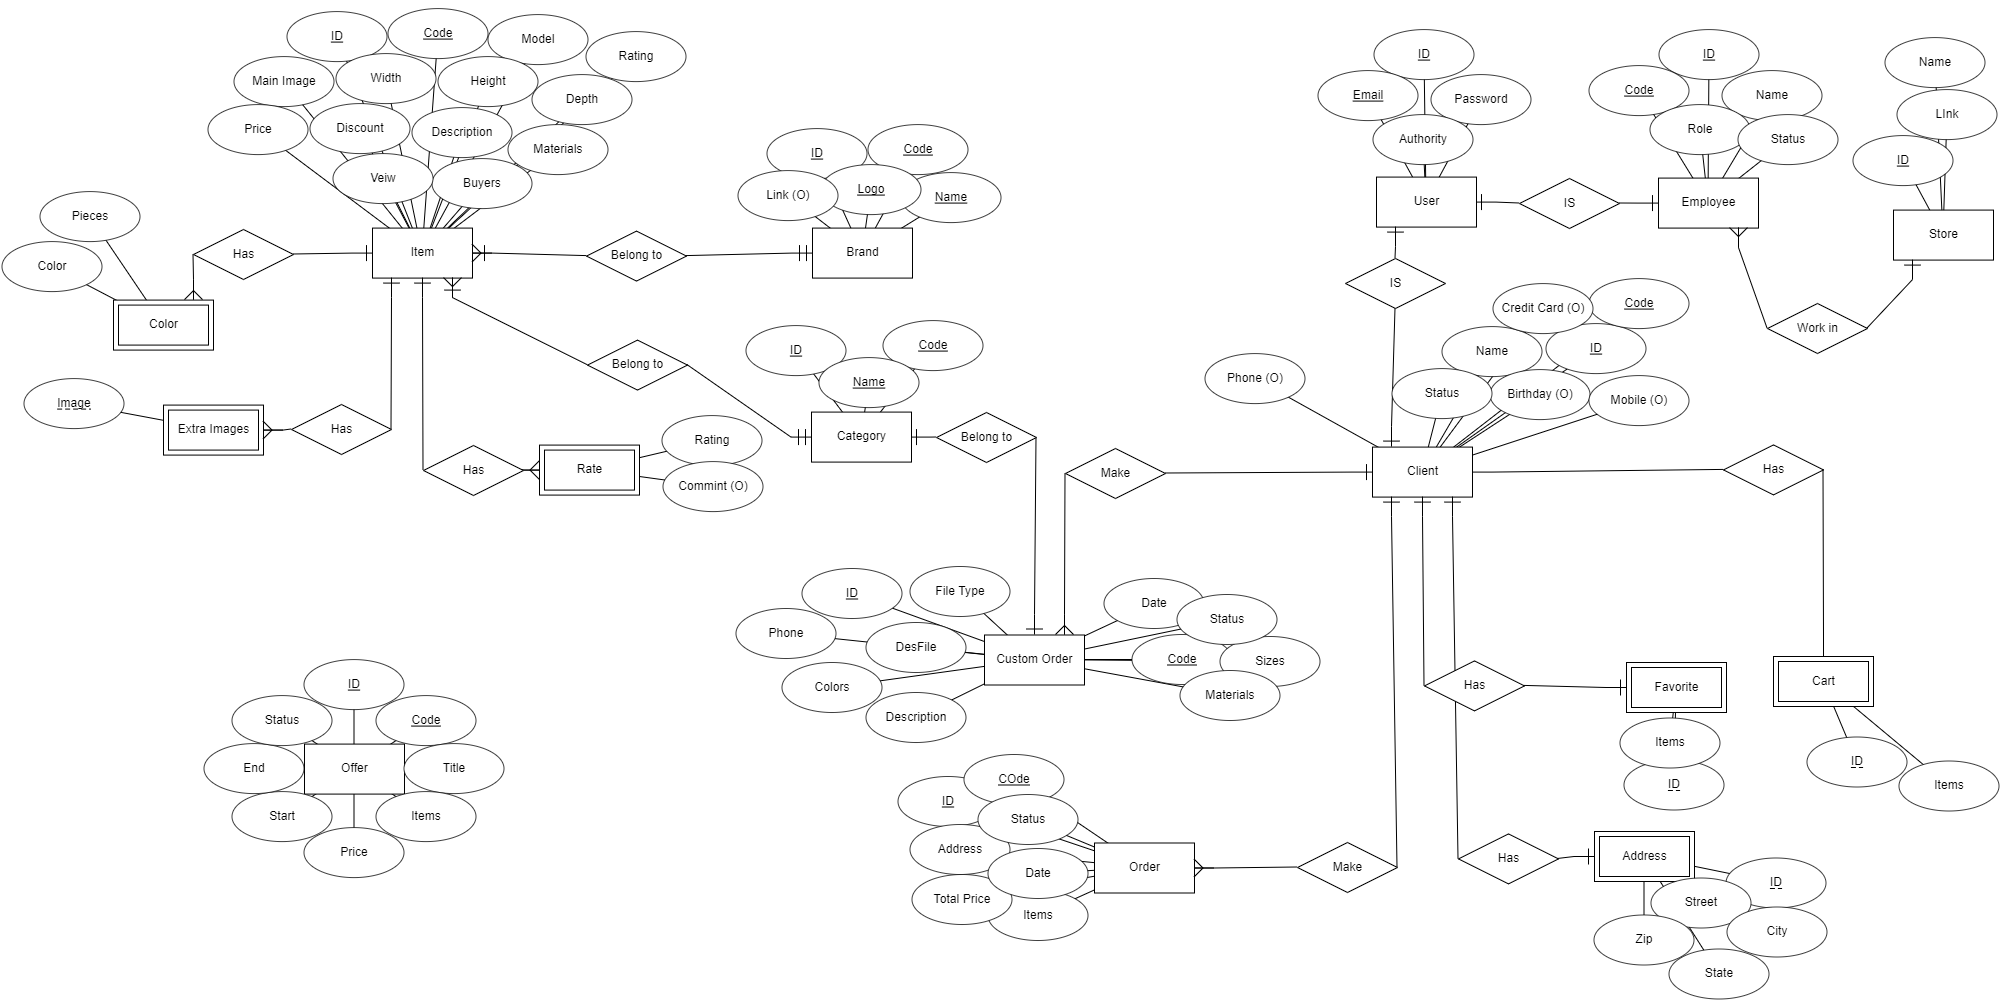 ID
Code
Model
Rating
Main Image
Width
Height
Depth
Price
Discount
Description
Materials
Veiw
Buyers
Pieces
Color
Has
Item
Color
Belong to
ID
Code
Link (O)
Logo
Name
Brand
Image
Extra Images
Has
Has
Rate
Rating
Commint (O)
Belong to
ID
Code
Name
Category
Belong to
ID
Email
Password
Authority
User
IS
ID
Code
Name
Role
Status
Employee
Name
LInk
ID
Store
Work in
IS
Credit Card (O)
Code
Name
ID
Phone (O)
Status
Birthday (O)
Mobile (O)
Make
Client
Has
ID
File Type
Phone
DesFile
Colors
Description
Custom Order
Date
Status
Code
Sizes
Materials
Has
Favorite
Items
ID
Cart
ID
Items
ID
Status
Code
End
Offer
Title
Start
Items
Price
COde
ID
Status
Address
Date
Total Price
Items
Order
Make
Has
Address
ID
Street
City
Zip
State